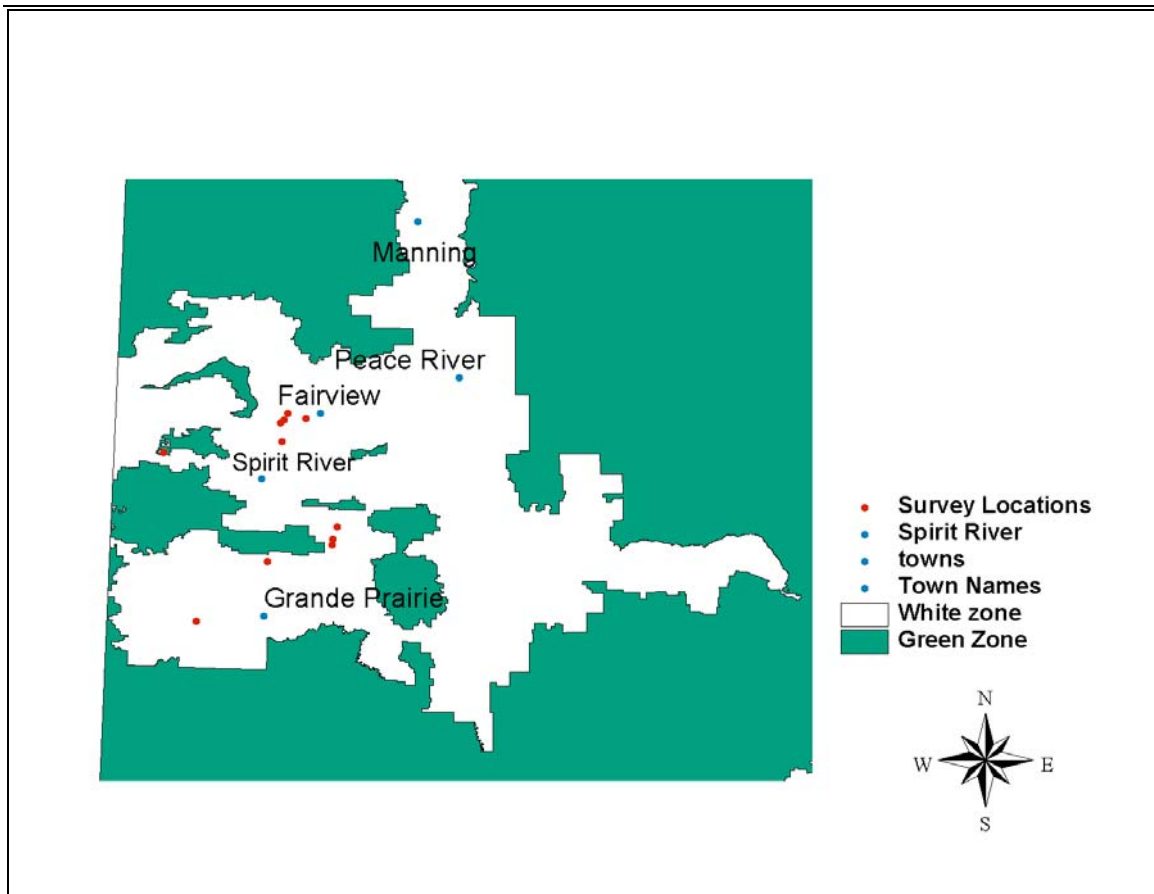 Manning
Peace River
Fairview
Spirit River
Grande Prairie
Survey Locations
Spirit River
towns
Town Names
White zone
Green Zone
N
W E
S